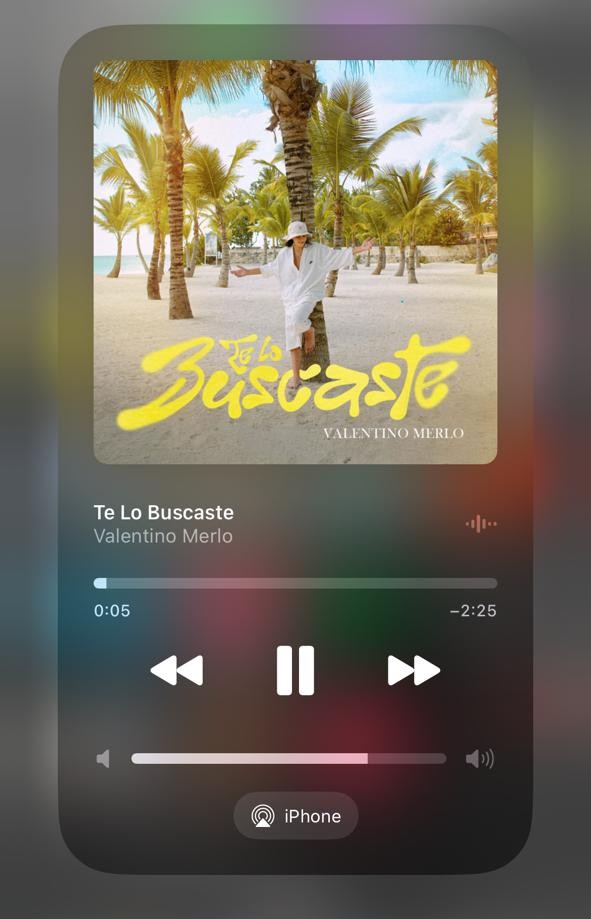 Te Lo
Buscaste
VALENTINO MERLO
Te Lo Buscaste
Valentino Merlo
0:05
−2:25
iPhone